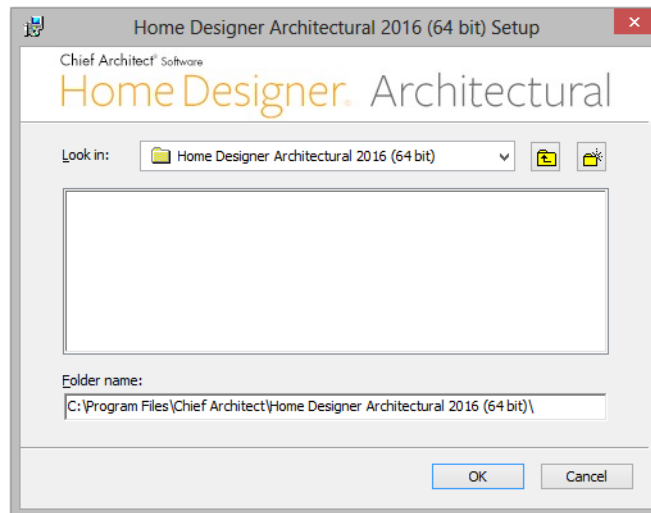 Home Designer Architectural 2016 (64 bit) Setup
Chief Architect® Software
Home Designer® Architectural
Look in:
Home Designer Architectural 2016 (64 bit)
Folder name:
C:\Program Files\Chief Architect\Home Designer Architectural 2016 (64 bit)\
OK
Cancel